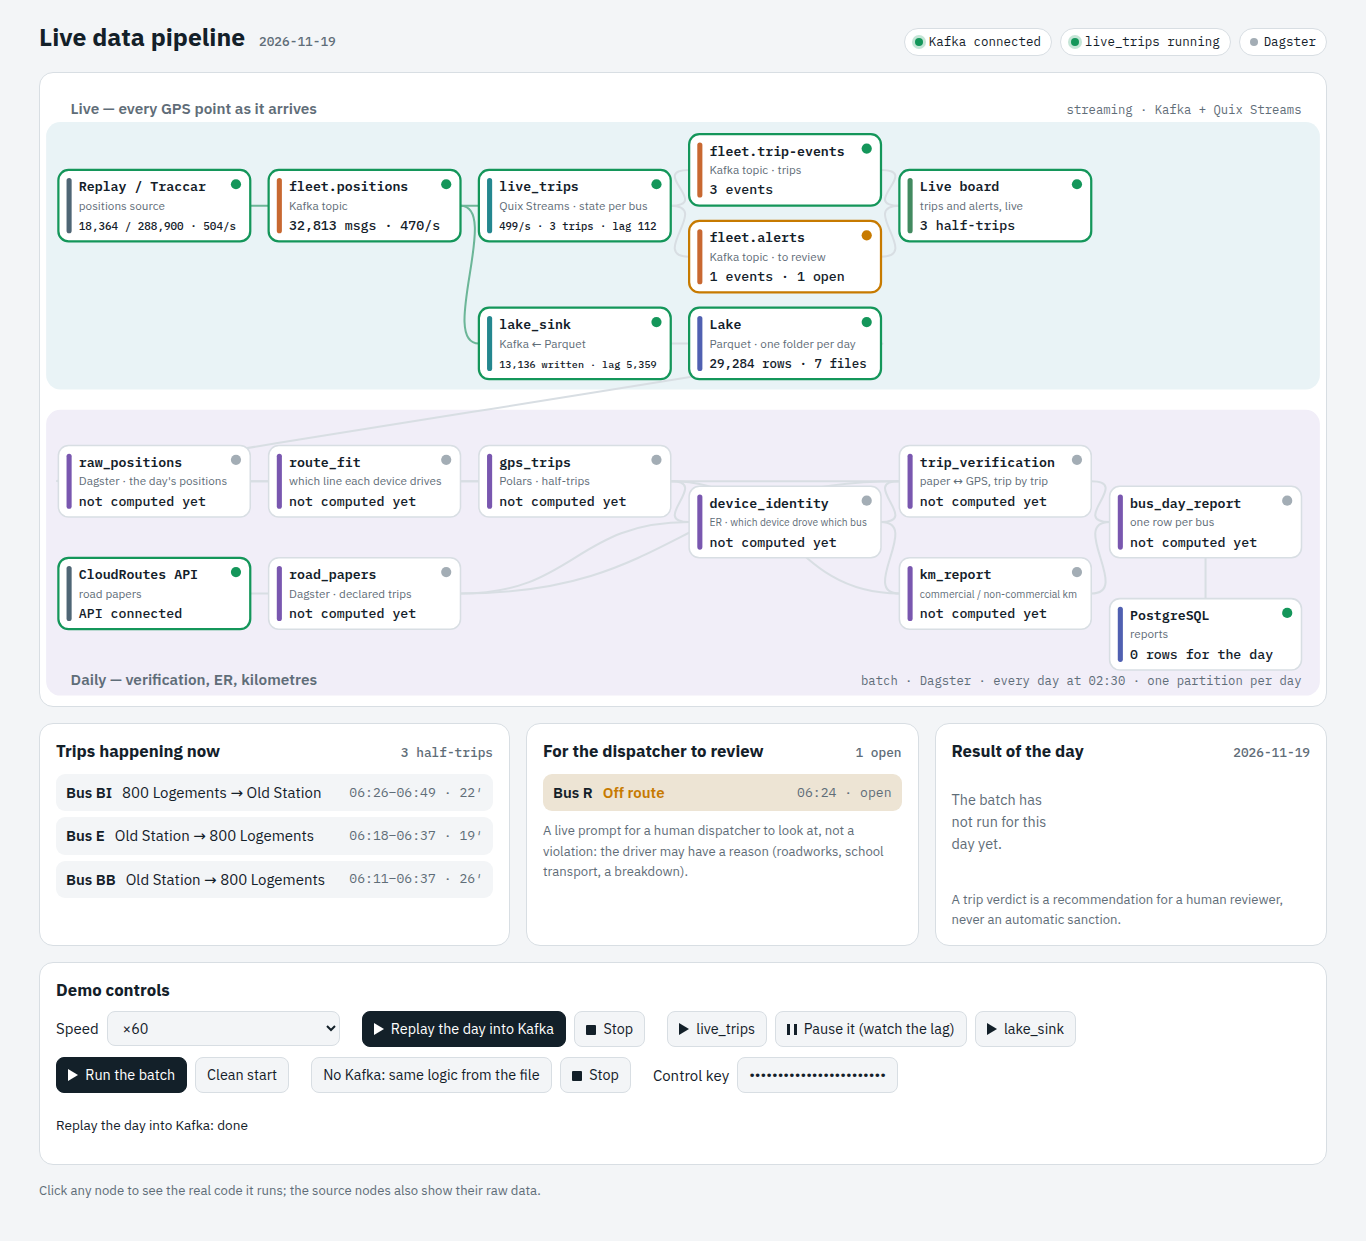 Live data pipeline 2026-11-19
Kafka connected
live_trips running
Dagster
Live — every GPS point as it arrives
streaming · Kafka + Quix Streams
Replay / Traccar
positions source
18,364 / 288,900 · 504/s
fleet.positions
Kafka topic
32,813 msgs · 470/s
live_trips
Quix Streams · state per bus
499/s · 3 trips · lag 112
fleet.trip-events
Kafka topic · trips
3 events
fleet.alerts
Kafka topic · to review
1 events · 1 open
Live board
trips and alerts, live
3 half-trips
lake_sink
Kafka ← Parquet
13,136 written · lag 5,359
Lake
Parquet · one folder per day
29,284 rows · 7 files
raw_positions
Dagster · the day's positions
not computed yet
route_fit
which line each device drives
not computed yet
gps_trips
Polars · half-trips
not computed yet
device_identity
ER · which device drove which bus
not computed yet
trip_verification
paper ↔ GPS, trip by trip
not computed yet
bus_day_report
one row per bus
not computed yet
CloudRoutes API
road papers
API connected
road_papers
Dagster · declared trips
not computed yet
km_report
commercial / non-commercial km
not computed yet
PostgreSQL
reports
0 rows for the day
Daily — verification, ER, kilometres
batch · Dagster · every day at 02:30 · one partition per day
Trips happening now
3 half-trips
Bus BI 800 Logements → Old Station 06:26–06:49 · 22′
Bus E Old Station → 800 Logements 06:18–06:37 · 19′
Bus BB Old Station → 800 Logements 06:11–06:37 · 26′
For the dispatcher to review
1 open
Bus R Off route 06:24 · open
A live prompt for a human dispatcher to look at, not a
violation: the driver may have a reason (roadworks, school
transport, a breakdown).
Result of the day
2026-11-19
The batch has
not run for this
day yet.
A trip verdict is a recommendation for a human reviewer,
never an automatic sanction.
Demo controls
Speed ×60 Replay the day into Kafka Stop live_trips Pause it (watch the lag) lake_sink
Run the batch Clean start No Kafka: same logic from the file Stop Control key ••••••••••••••••••••••••
Replay the day into Kafka: done
Click any node to see the real code it runs; the source nodes also show their raw data.